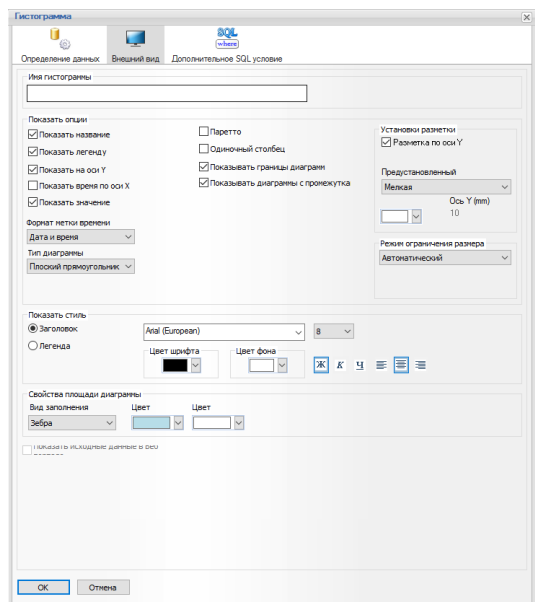 Гистограмма
SQL
where
Определение данных Внешний вид Дополнительное SQL условие
Имя гистограммы
Показать опции
Показать название
Показать легенду
Показать на оси Y
Показать время по оси X
Показать значение
Паретто
Одиночный столбец
Показывать границы диаграмм
Показывать диаграммы с промежутка
Установки разметки
Разметка по оси Y
Предустановленный
Мелкая
Ось Y (mm)
10
Формат метки времени
Дата и время
Тип диаграммы
Плоский прямоугольник
Режим ограничения размера
Автоматический
Показать стиль
Заголовок
Легенда
Arial (European)
8
Цвет шрифта
Цвет фона
Ж К Ч
Свойства площади диаграммы
Вид заполнения Цвет Цвет
Зебра
Показать исходные данные в веб
OK Отмена